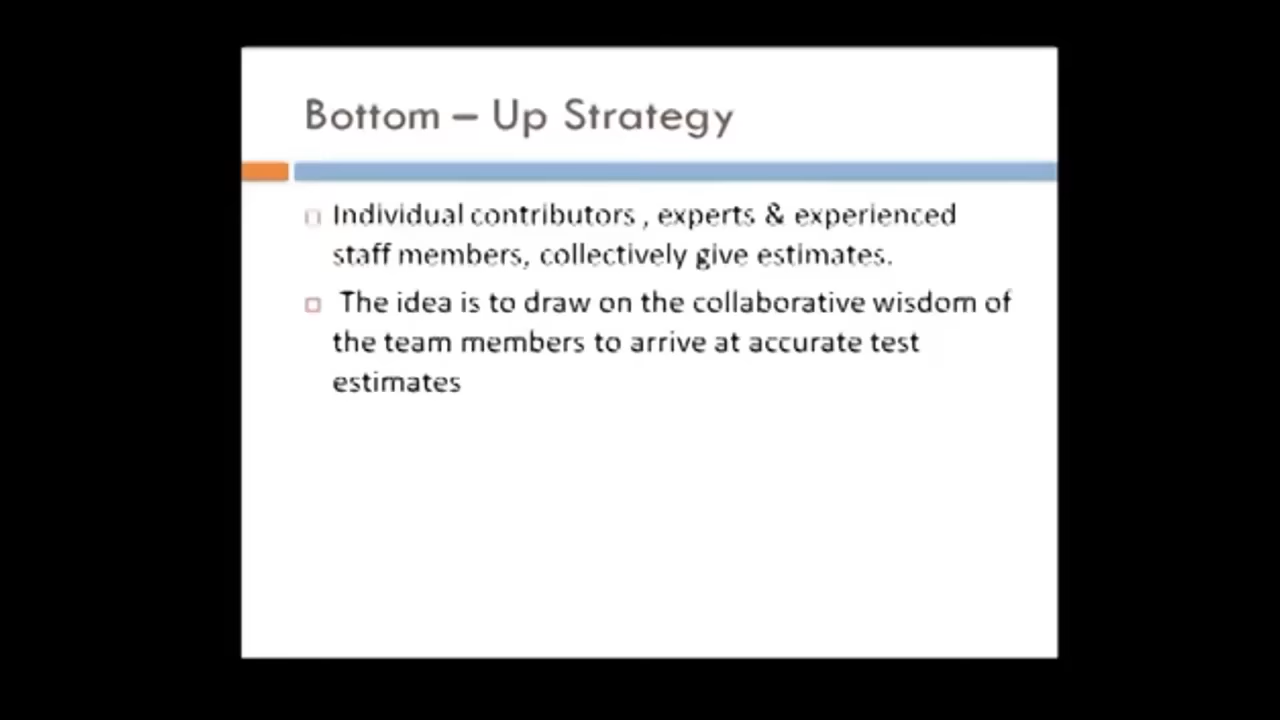 Bottom – Up Strategy
Individual contributors , experts & experienced
staff members, collectively give estimates.
The idea is to draw on the collaborative wisdom of
the team members to arrive at accurate test
estimates